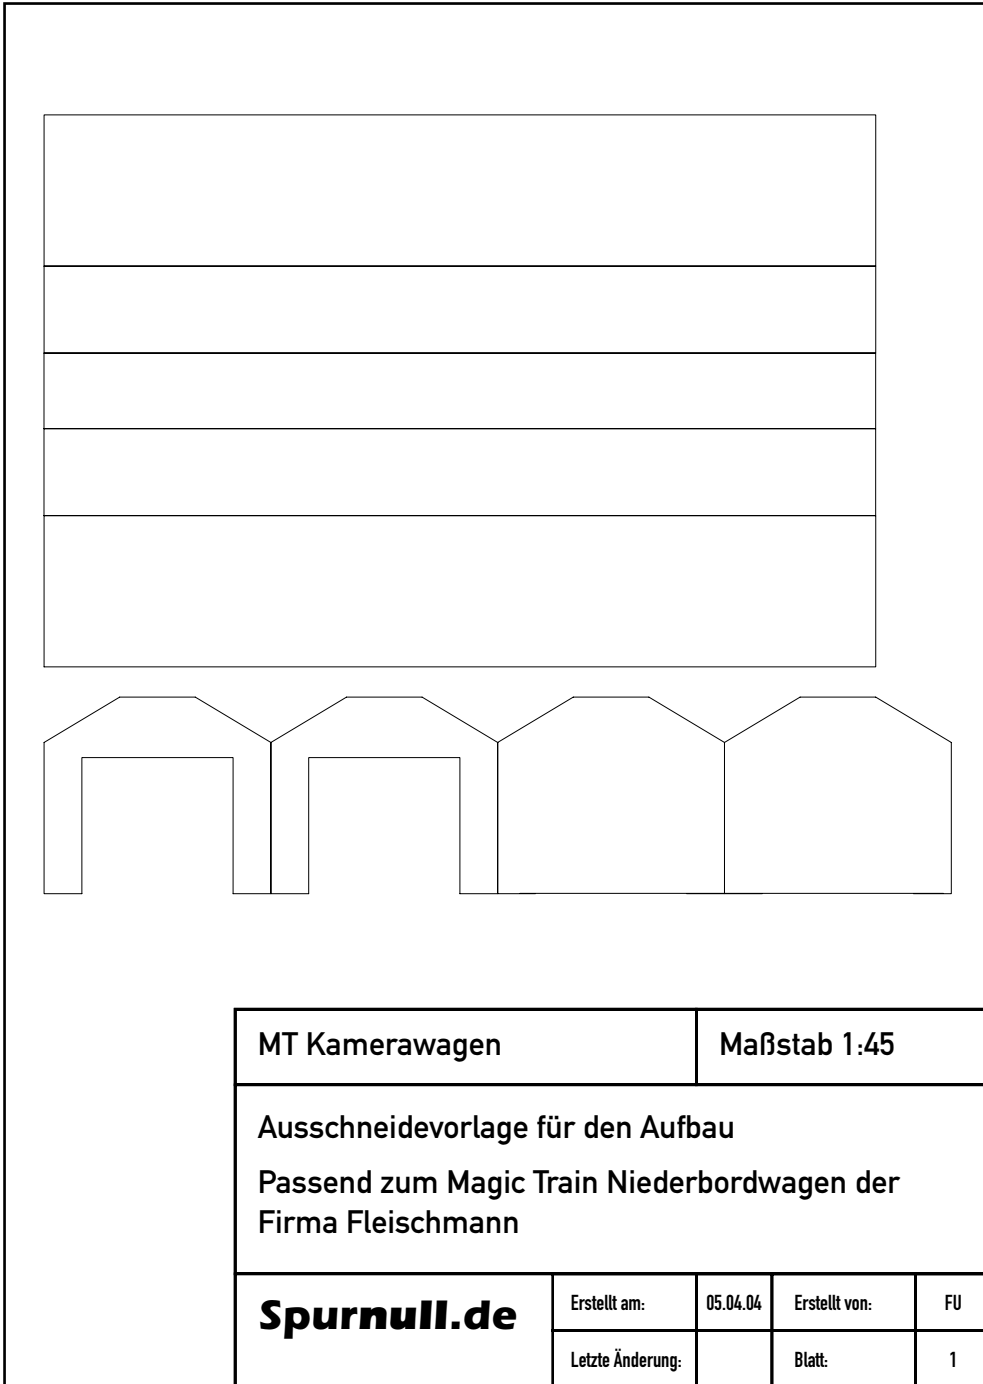 MT Kamerawagen
Maßstab 1:45
Ausschneidevorlage für den Aufbau
Passend zum Magic Train Niederbordwagen der
Firma Fleischmann
Spurnull.de
Erstellt am:
05.04.04
Erstellt von:
FU
Letzte Änderung:
Blatt:
1